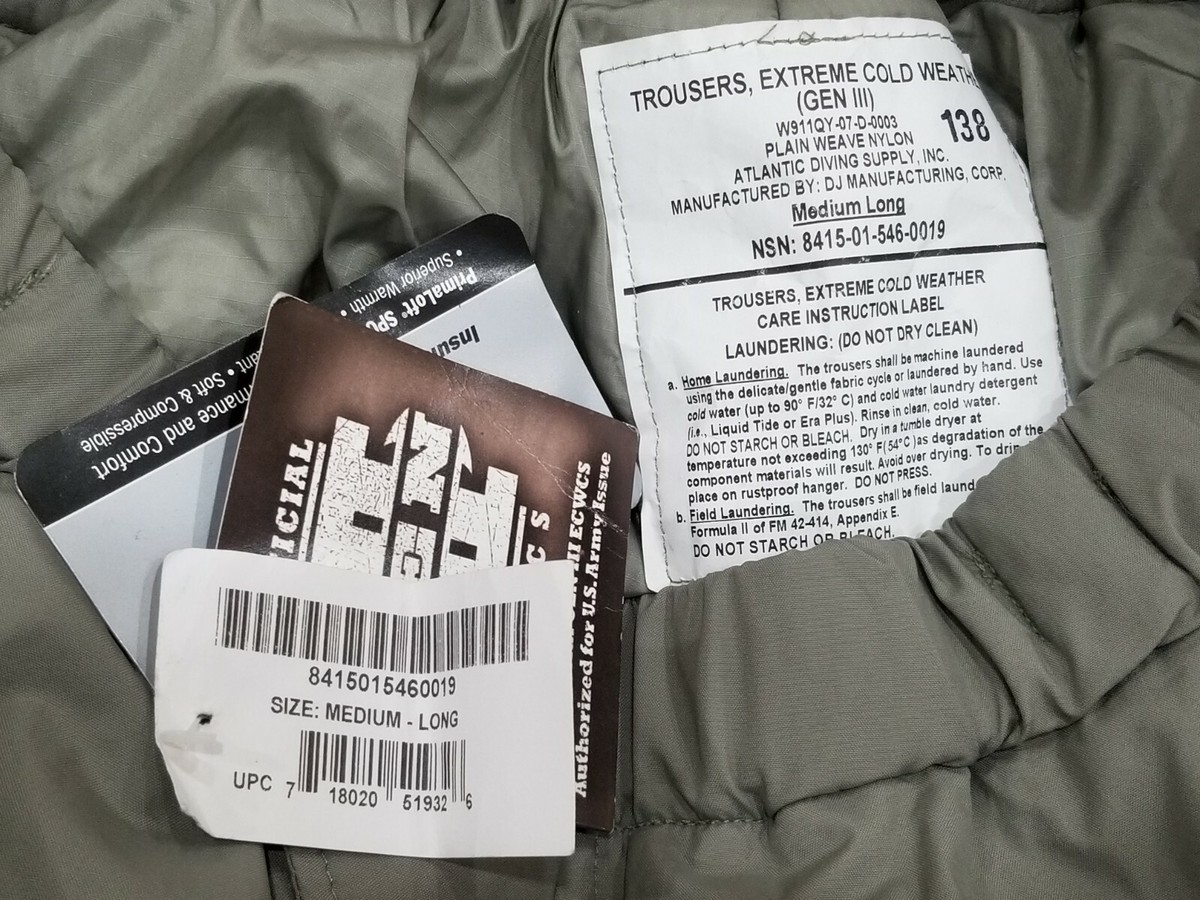 TROUSERS, EXTREME COLD
(GEN III)
W911QY-07-D-0003
138
PLAIN WEAVE NYLON
ATLANTIC DIVING SUPPLY, INC.
MANUFACTURED BY: DJ MANUFACTURING, CORP.
Medium Long
NSN: 8415-01-546-0019
TROUSERS, EXTREME COLD WEATHER
CARE INSTRUCTION LABEL
LAUNDERING: (DO NOT DRY CLEAN)
a. Home Laundering. The trousers shall be machine laundered
using the delicate/gentle fabric cycle or laundered by hand. Use
cold water (up to 90° F/32° C) and cold water laundry detergent
(i.e., Liquid Tide or Era Plus). Rinse in clean, cold water.
DO NOT STARCH OR BLEACH. Dry in a tumble dryer at
temperature not exceeding 130° F(54°C)as degradation of the
component materials will result. Avoid over drying. To
place on rustproof hanger. DO NOT PRESS.
b. Field Laundering. The trousers shall be field
Formula II of FM 42-414, Appendix E.
DO NOT STARCH OR BLEACH.
PrimaLoft®
• Superior Warmth •
and Comfort
• Soft & Compressible
III ECWCS
Authorized for U.S. Army Issue
8415015460019
SIZE: MEDIUM - LONG
UPC 7 18020 51932 6